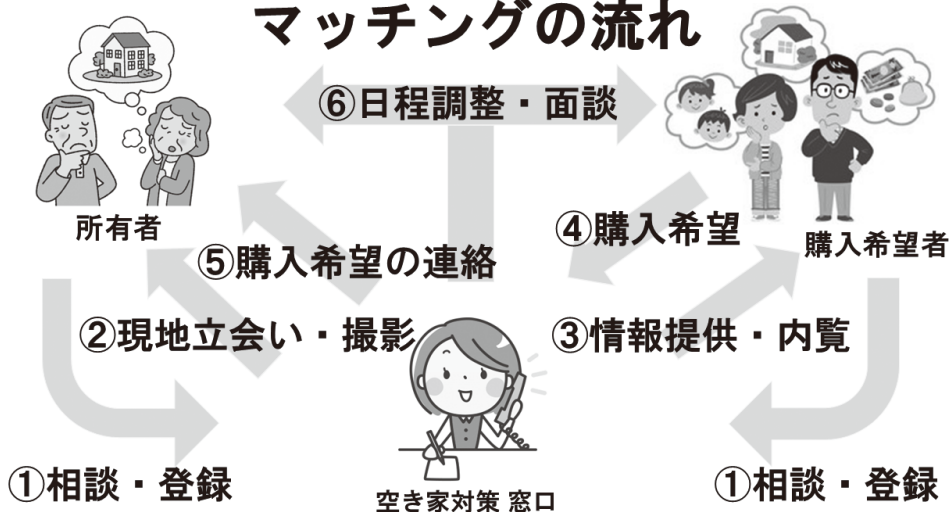 マッチングの流れ
⑥日程調整・面談
所有者
④購入希望
購入希望者
⑤購入希望の連絡
②現地立会い・撮影
③情報提供・内覧
①相談・登録
空き家対策 窓口
①相談・登録